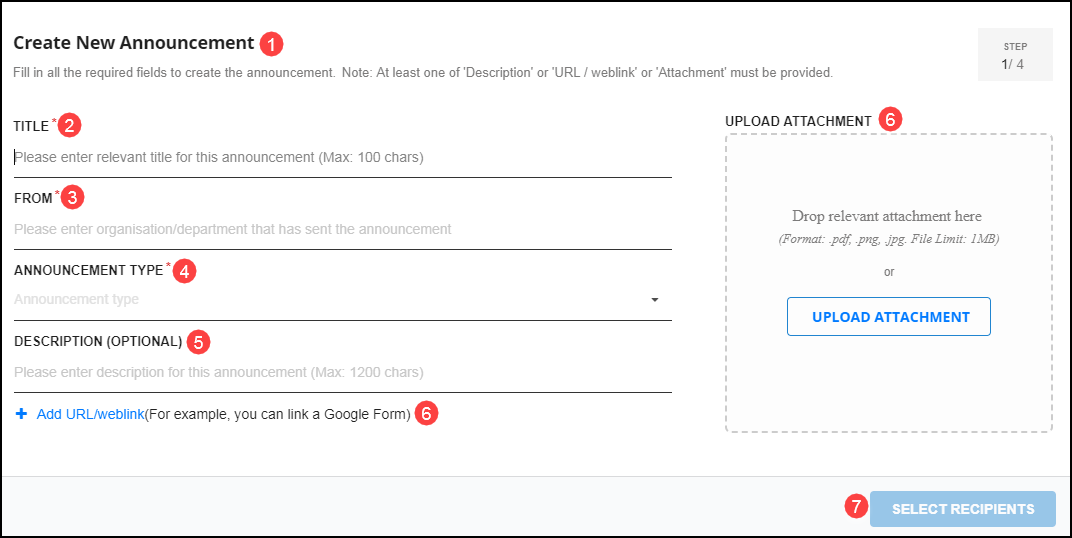 Create New Announcement 1
Fill in all the required fields to create the announcement. Note: At least one of 'Description' or 'URL / weblink' or 'Attachment' must be provided.
STEP
1/ 4
TITLE * 2
Please enter relevant title for this announcement (Max: 100 chars)
FROM * 3
Please enter organisation/department that has sent the announcement
ANNOUNCEMENT TYPE * 4
Announcement type
DESCRIPTION (OPTIONAL) 5
Please enter description for this announcement (Max: 1200 chars)
+ Add URL/weblink(For example, you can link a Google Form) 6
UPLOAD ATTACHMENT 6
Drop relevant attachment here
(Format: .pdf, .png, .jpg. File Limit: 1MB)
or
UPLOAD ATTACHMENT
7 SELECT RECIPIENTS